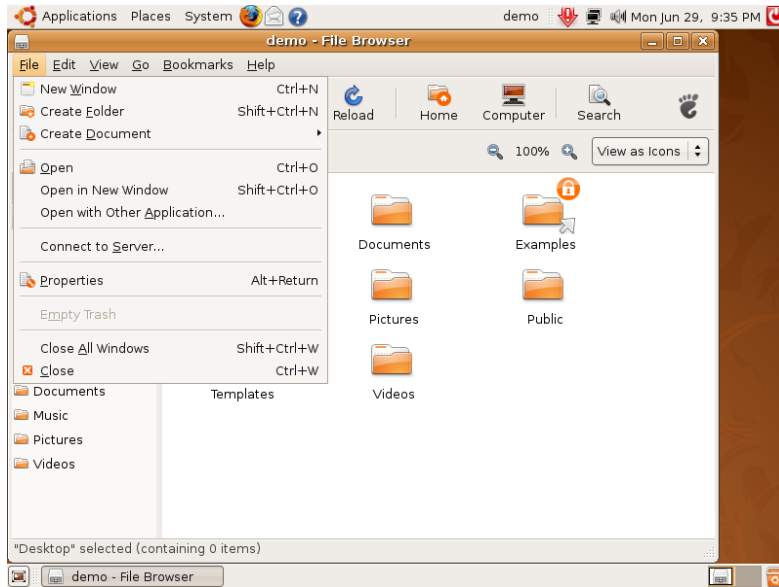 Applications Places System demo Mon Jun 29, 9:35 PM
demo - File Browser
File Edit View Go Bookmarks Help
New Window Ctrl+N
Create Folder Shift+Ctrl+N
Create Document
Open Ctrl+O
Open in New Window Shift+Ctrl+O
Open with Other Application...
Connect to Server...
Properties Alt+Return
Empty Trash
Close All Windows Shift+Ctrl+W
Close Ctrl+W
Reload Home Computer Search
100% View as Icons
Documents Examples
Pictures Public
Templates Videos
Documents
Music
Pictures
Videos
"Desktop" selected (containing 0 items)
demo - File Browser